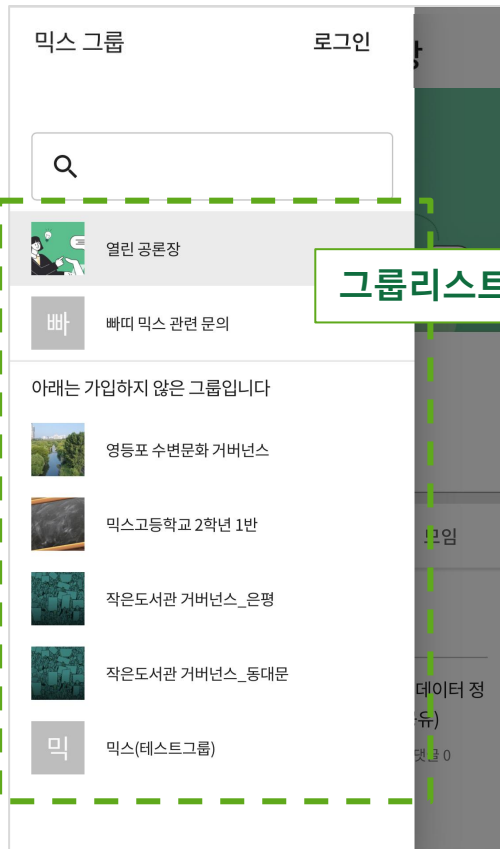 믹스 그룹
로그인
열린 공론장
그룹리스트
빠
빠띠 믹스 관련 문의
아래는 가입하지 않은 그룹입니다
영등포 수변문화 거버넌스
믹스고등학교 2학년 1반
모임
작은도서관 거버넌스_은평
작은도서관 거버넌스_동대문
데이터 정
유)
댓글 0
믹
믹스(테스트그룹)